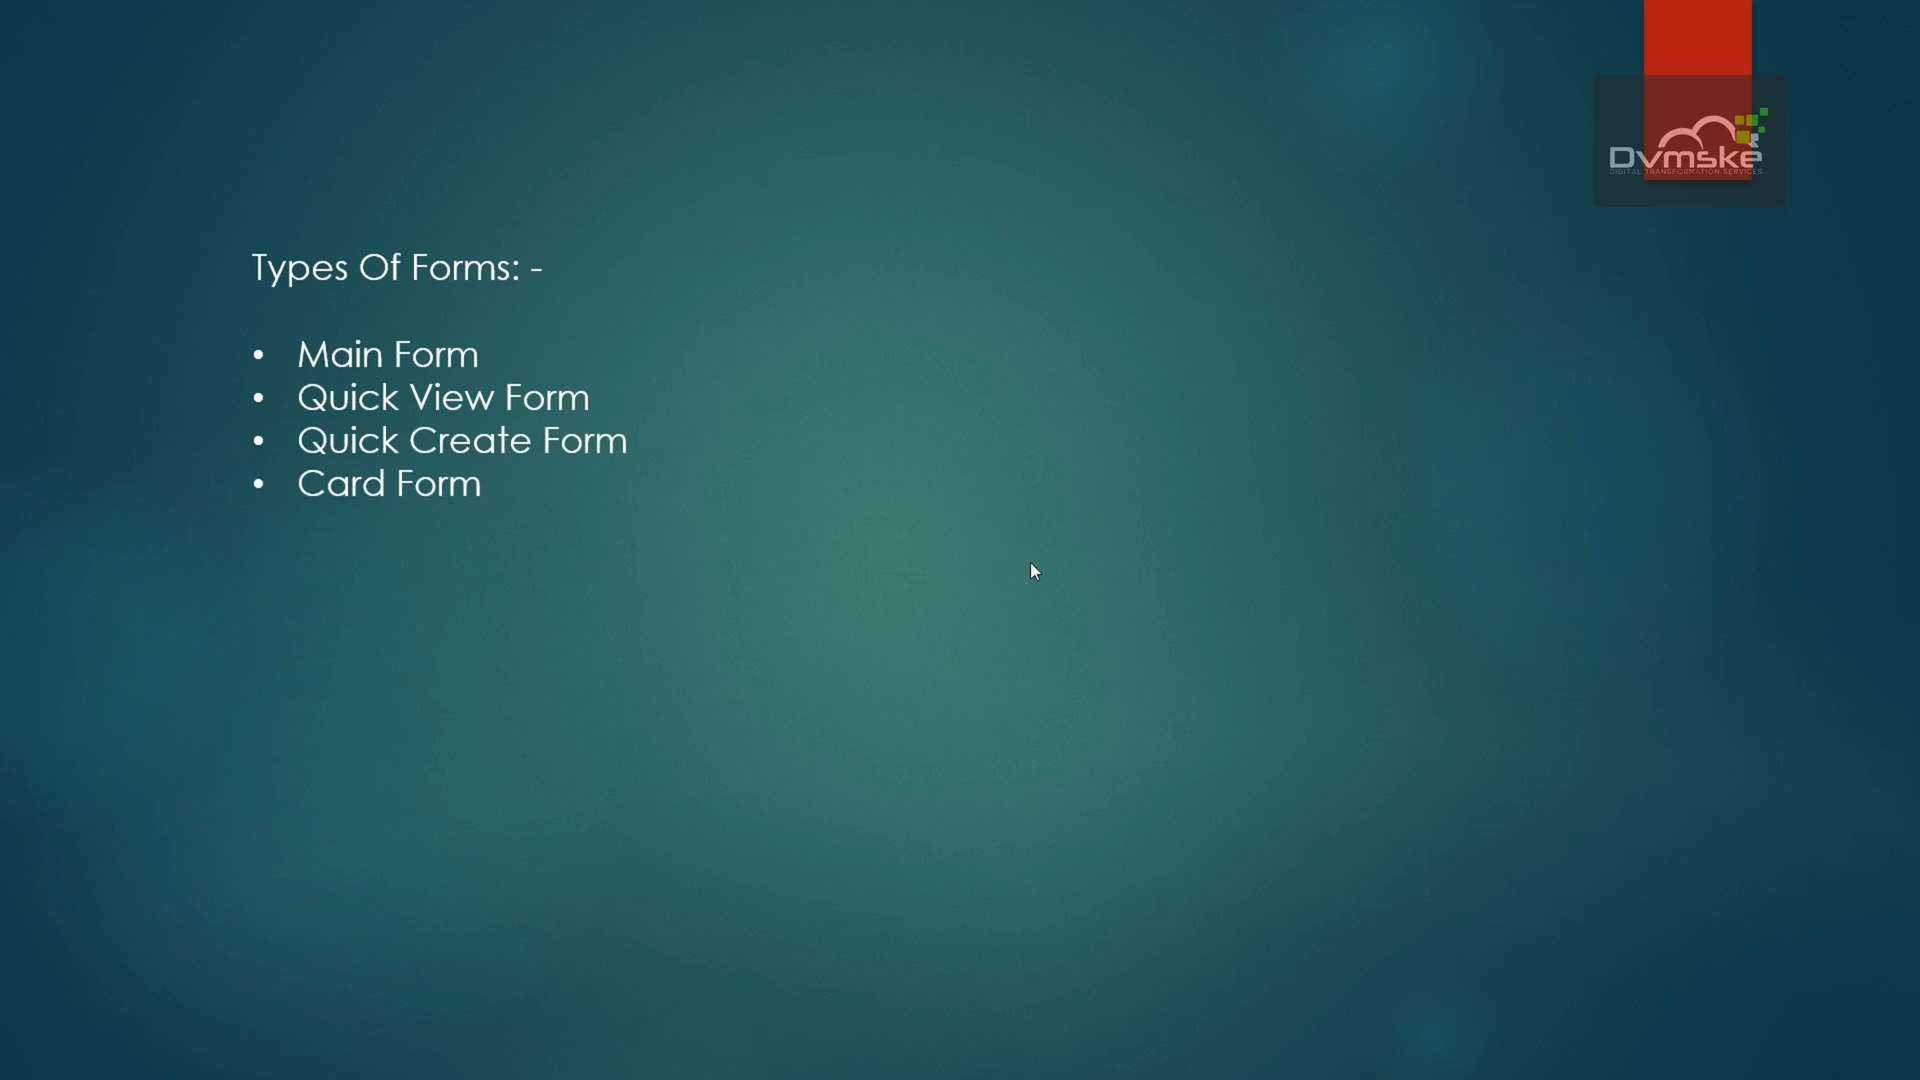 Dvmske
DIGITAL TRANSFORMATION SERVICES
Types Of Forms: -
• Main Form
• Quick View Form
• Quick Create Form
• Card Form